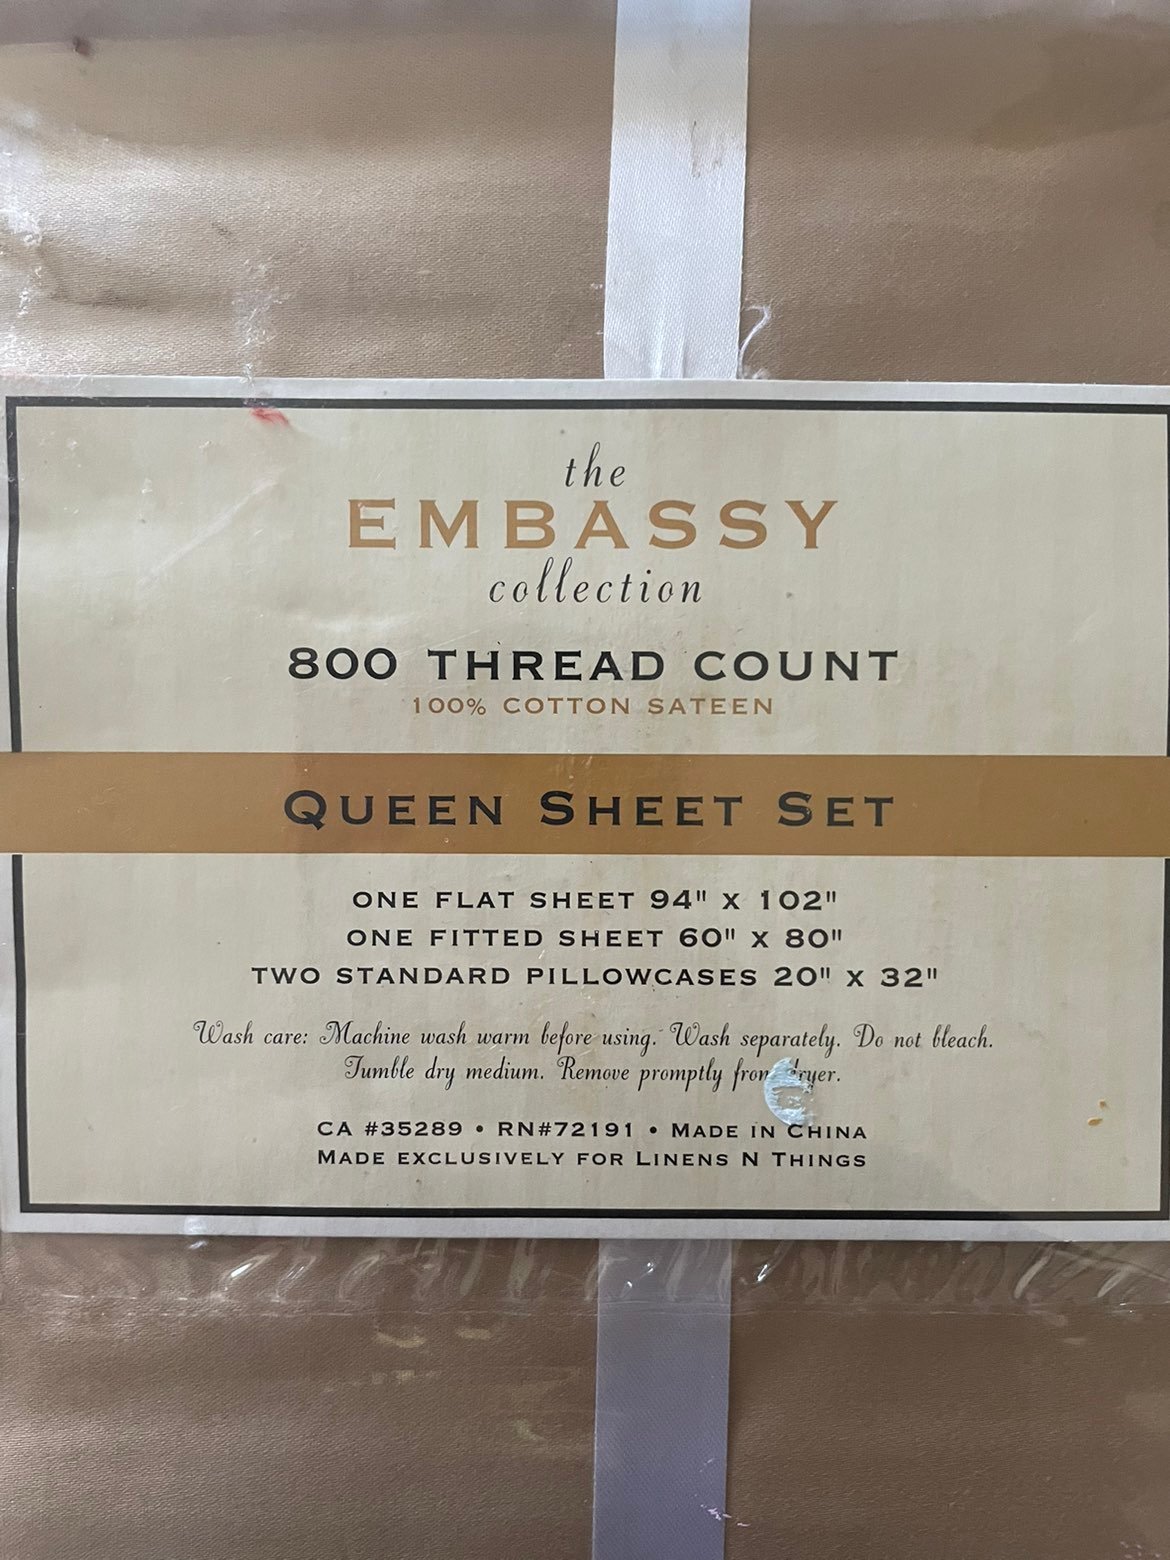 the
EMBASSY
collection
800 THREAD COUNT
100% COTTON SATEEN
QUEEN SHEET SET
ONE FLAT SHEET 94" X 102"
ONE FITTED SHEET 60" X 80"
TWO STANDARD PILLOWCASES 20" X 32"
Wash care: Machine wash warm before using. Wash separately. Do not bleach.
Tumble dry medium. Remove promptly from dryer.
CA #35289 • RN#72191 • MADE IN CHINA
MADE EXCLUSIVELY FOR LINENS N THINGS